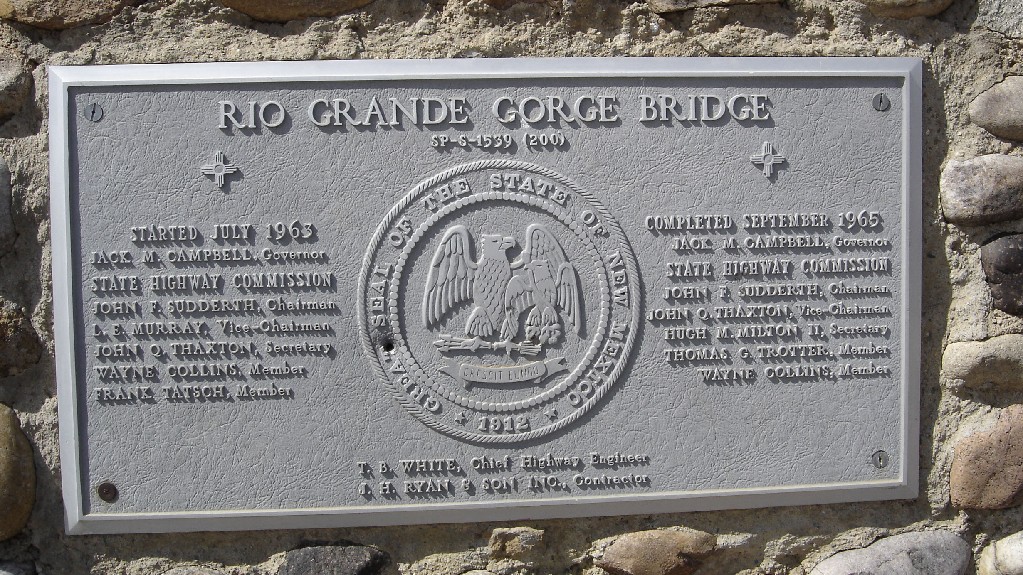 RIO GRANDE GORGE BRIDGE
SP-S-1539 (200)
STARTED JULY 1963
JACK M. CAMPBELL, Governor
STATE HIGHWAY COMMISSION
JOHN F. SUDDERTH, Chairman
L. E. MURRAY, Vice-Chairman
JOHN O. THAXTON, Secretary
WAYNE COLLINS, Member
FRANK TATSCH, Member
GREAT SEAL OF THE STATE OF NEW MEXICO
CRESCIT EUNDO
1912
COMPLETED SEPTEMBER 1965
JACK M. CAMPBELL, Governor
STATE HIGHWAY COMMISSION
JOHN F. SUDDERTH, Chairman
JOHN O. THAXTON, Vice-Chairman
HUGH M. MILTON II, Secretary
THOMAS G. TROTTER, Member
WAYNE COLLINS, Member
T. B. WHITE, Chief Highway Engineer
J. H. RYAN & SON INC., Contractor